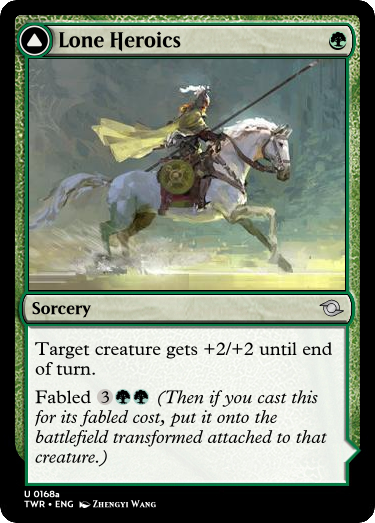 Lone Heroics
Sorcery
Target creature gets +2/+2 until end
of turn.
Fabled 3 (Then if you cast this
for its fabled cost, put it onto the
battlefield transformed attached to that
creature.)
U 0168a
TWR • ENG Zhengyi Wang